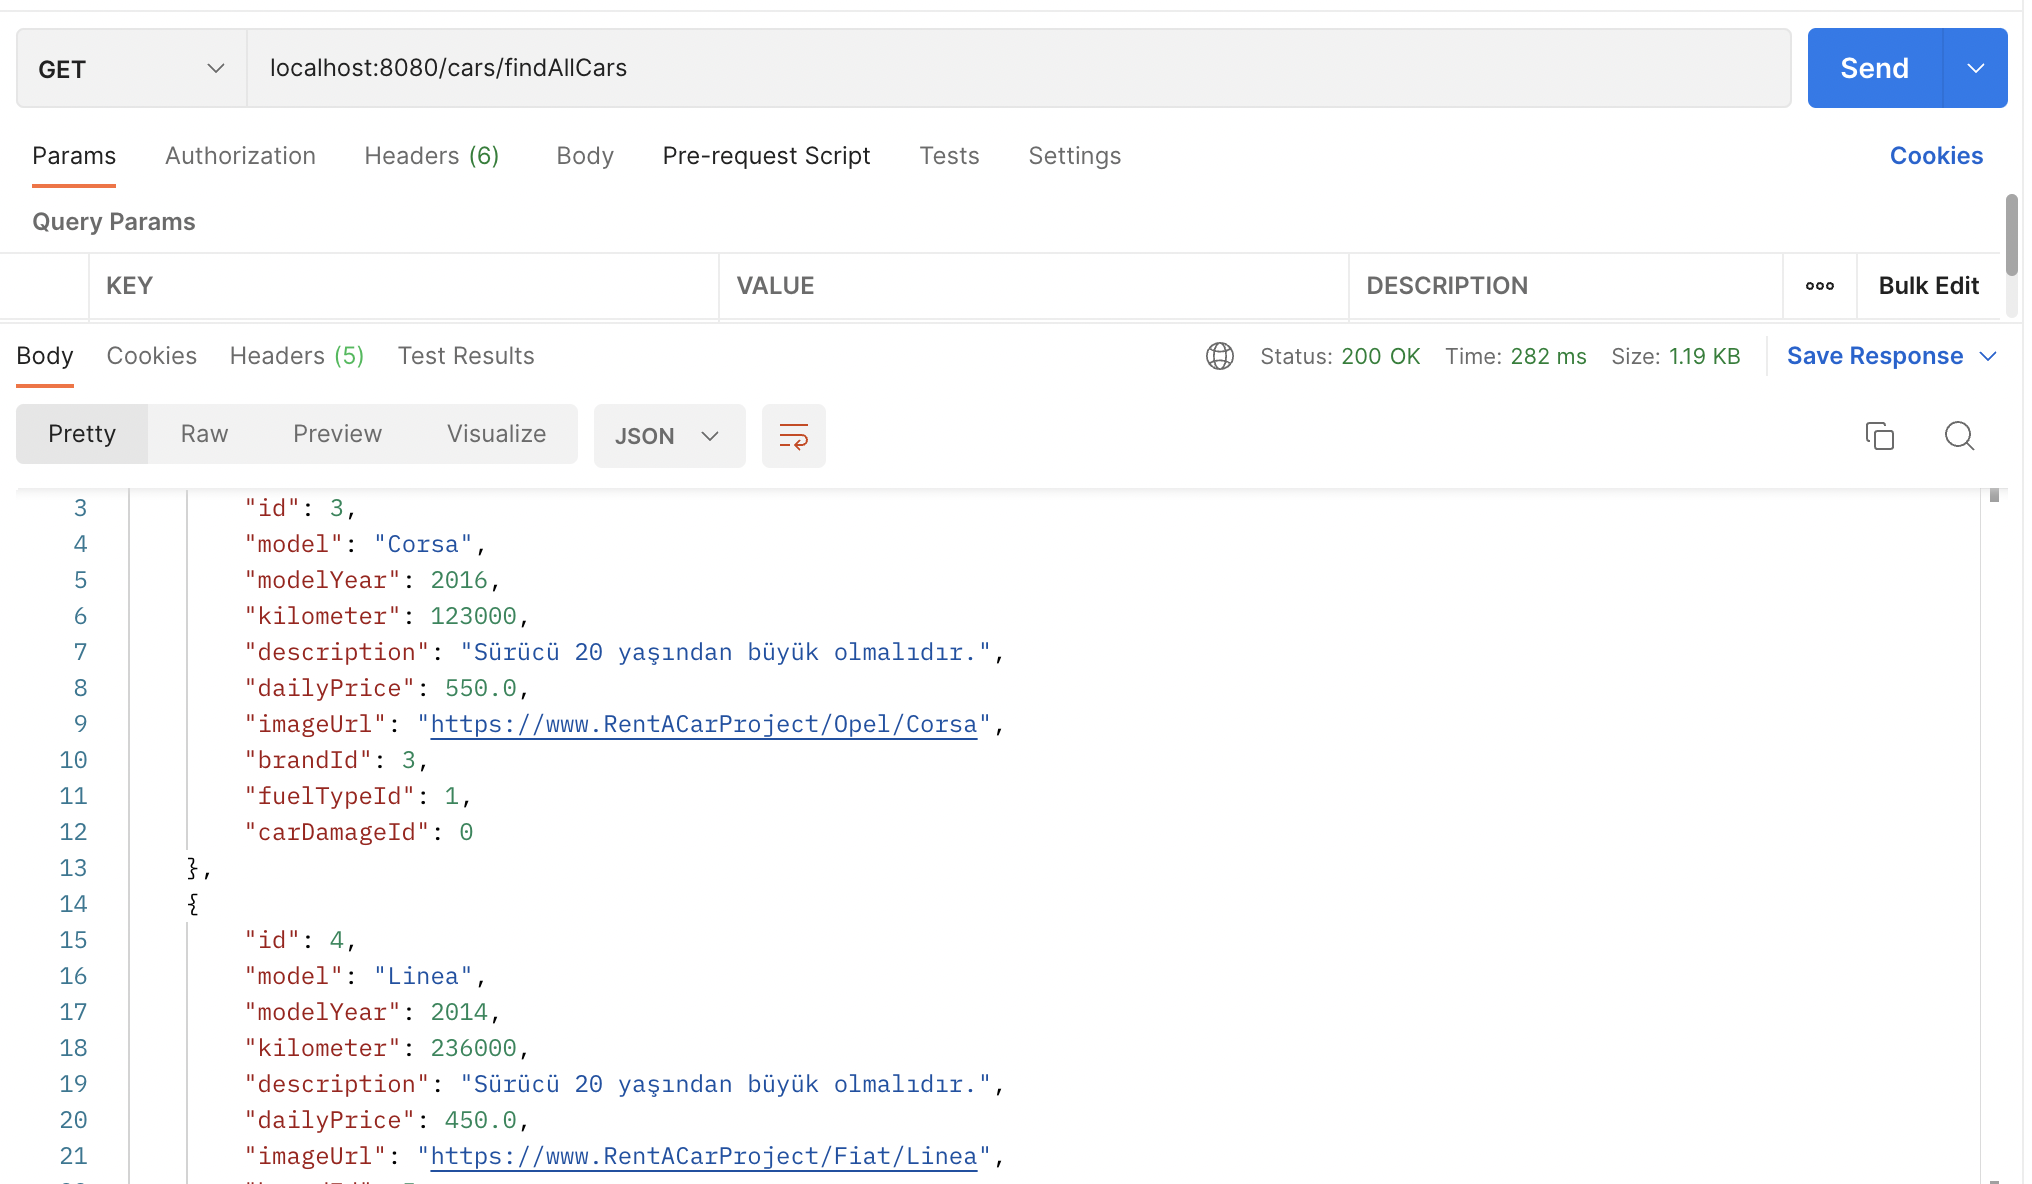 GET localhost:8080/cars/findAllCars Send
Params Authorization Headers (6) Body Pre-request Script Tests Settings Cookies
Query Params
KEY VALUE DESCRIPTION ooo Bulk Edit
Body Cookies Headers (5) Test Results Status: 200 OK Time: 282 ms Size: 1.19 KB Save Response
Pretty Raw Preview Visualize JSON
3 "id": 3,
4 "model": "Corsa",
5 "modelYear": 2016,
6 "kilometer": 123000,
7 "description": "Sürücü 20 yaşından büyük olmalıdır.",
8 "dailyPrice": 550.0,
9 "imageUrl": "https://www.RentACarProject/Opel/Corsa",
10 "brandId": 3,
11 "fuelTypeId": 1,
12 "carDamageId": 0
13 },
14 {
15 "id": 4,
16 "model": "Linea",
17 "modelYear": 2014,
18 "kilometer": 236000,
19 "description": "Sürücü 20 yaşından büyük olmalıdır.",
20 "dailyPrice": 450.0,
21 "imageUrl": "https://www.RentACarProject/Fiat/Linea",